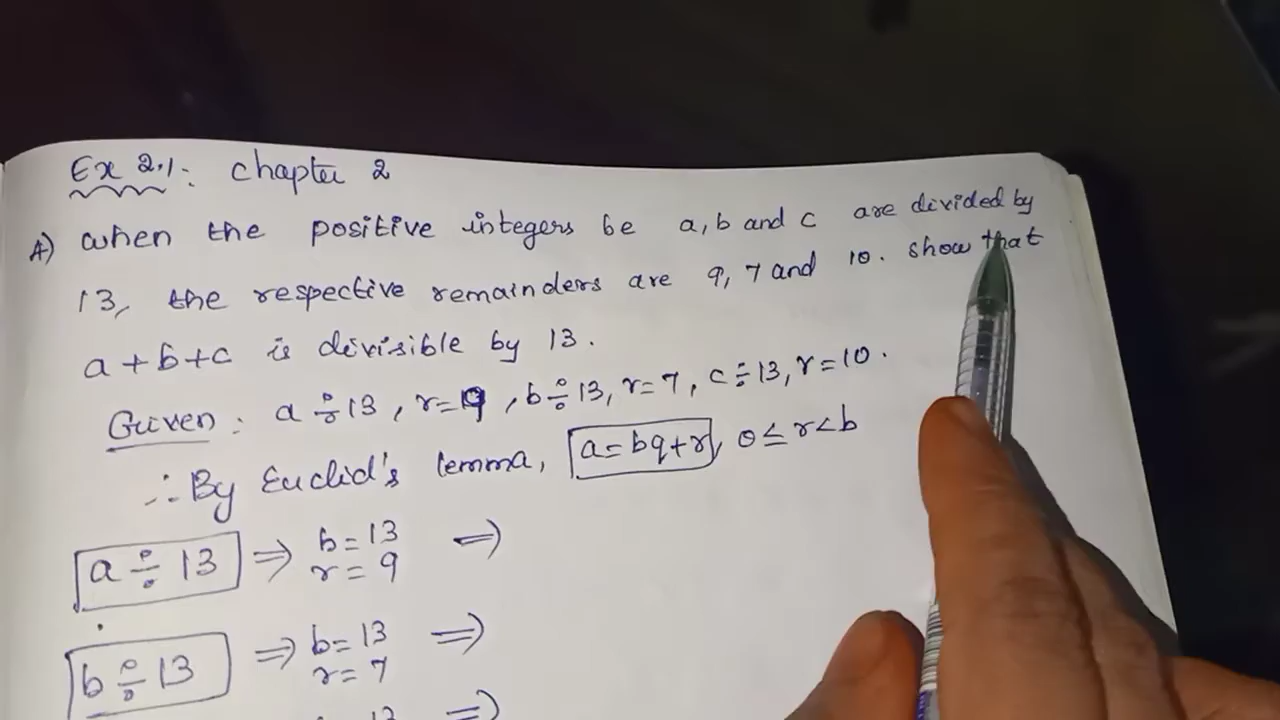 Ex 2.1: chapter 2
A) when the positive integers be a, b and c are divided by
13, the respective remainders are 9, 7 and 10. show that
a+b+c is divisible by 13.
Given: a ÷ 13, r=9, b÷13, r=7, c÷13, r=10.
∴ By Euclid's lemma, a=bq+r, 0≤r<b
a ÷ 13 ⇒ b=13 ⇒
r=9
b ÷ 13 ⇒ b=13 ⇒
r=7
13 ⇒